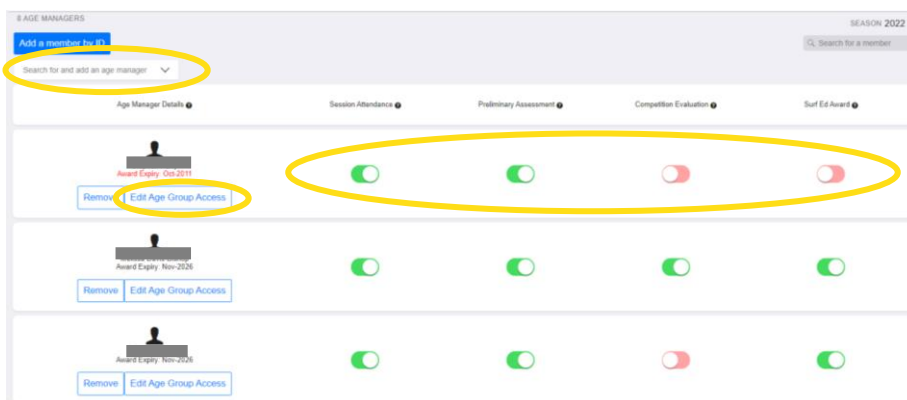 8 AGE MANAGERS
SEASON 2022
Add a member by ID
Search for a member
Search for and add an age manager
Age Manager Details Session Attendance Preliminary Assessment Competition Evaluation Surf Ed Award
Award Expiry: Oct-2011
Remove Edit Age Group Access
Award Expiry: Nov-2026
Remove Edit Age Group Access
Award Expiry: Nov-2026
Remove Edit Age Group Access